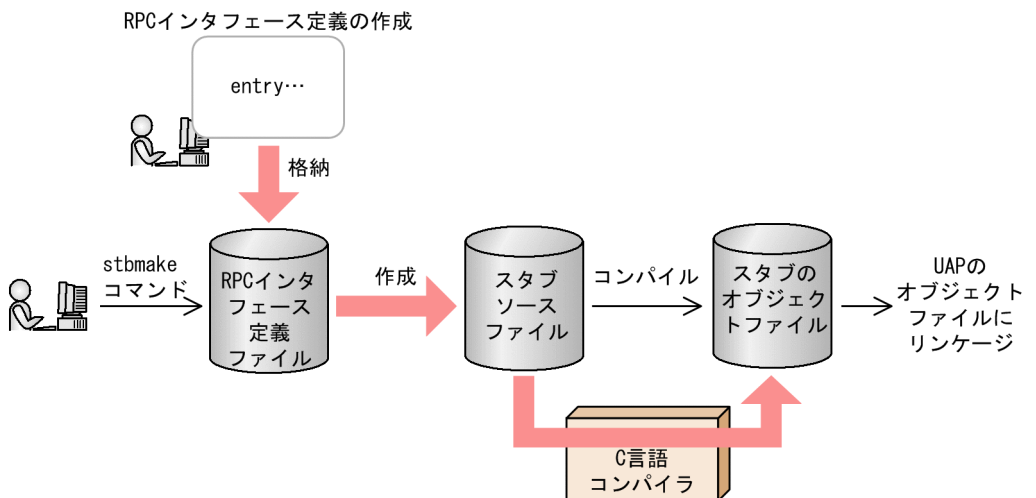 RPCインタフェース定義の作成
entry…
格納
stbmake
コマンド
RPCインタ
フェース
定義
ファイル
作成
スタブ
ソース
ファイル
コンパイル
スタブの
オブジェク
トファイル
UAPの
オブジェクト
ファイルに
リンケージ
C言語
コンパイラ